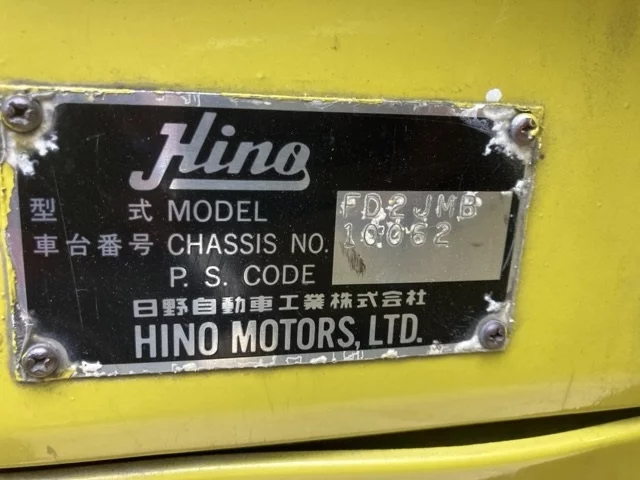 Hino
型式 MODEL FD2JMB
車台番号 CHASSIS NO. 10062
P. S. CODE
日野自動車工業株式会社
HINO MOTORS, LTD.